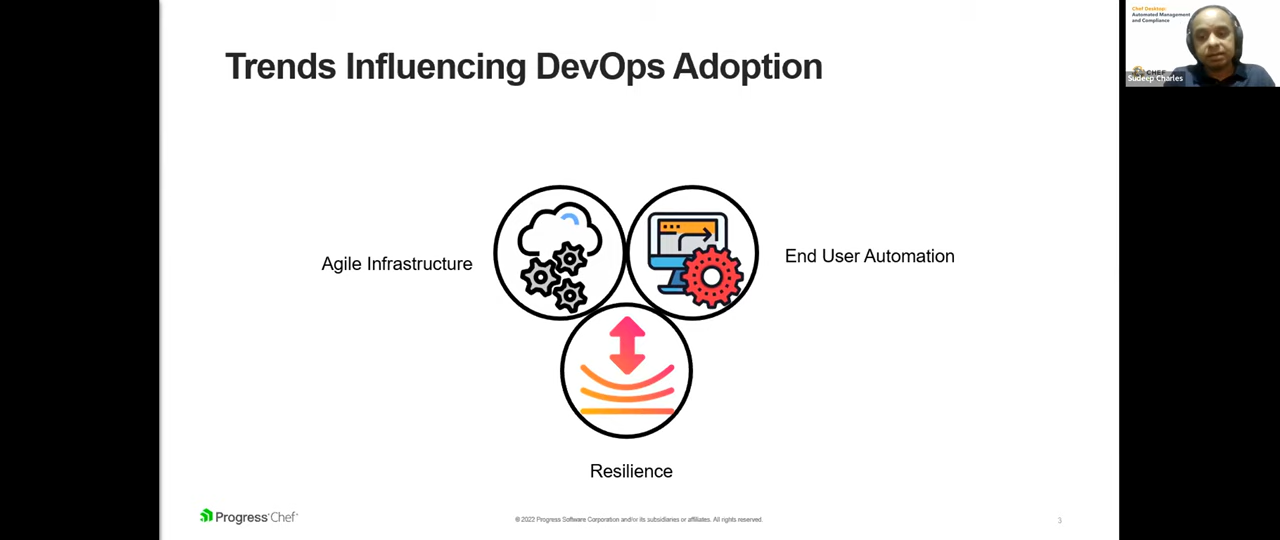 Trends Influencing DevOps Adoption
Agile Infrastructure
End User Automation
Resilience
Progress Chef
© 2022 Progress Software Corporation and/or its subsidiaries or affiliates. All rights reserved.
3
Chef Desktop:
Automated Management
and Compliance
CHEF
Sudeep Charles